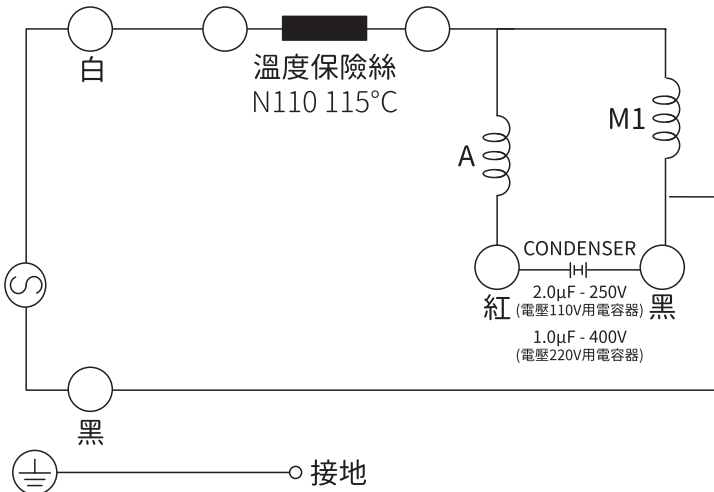 白
溫度保險絲
N110 115°C
M1
A
CONDENSER
2.0μF - 250V
紅 (電壓110V用電容器) 黑
1.0μF - 400V
(電壓220V用電容器)
S
黑
接地